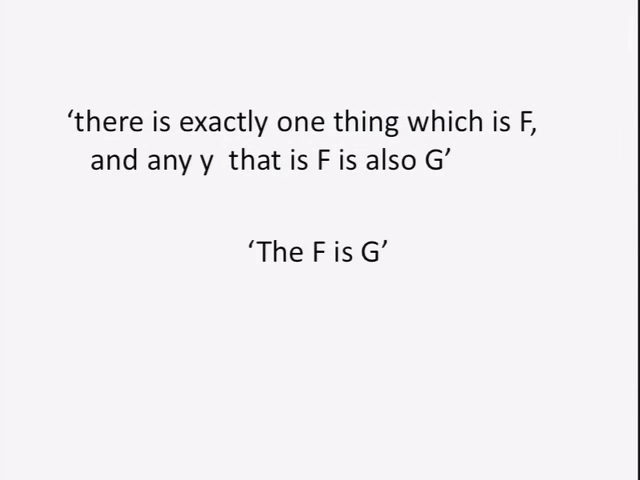 ‘there is exactly one thing which is F,
and any y  that is F is also G’
‘The F is G’